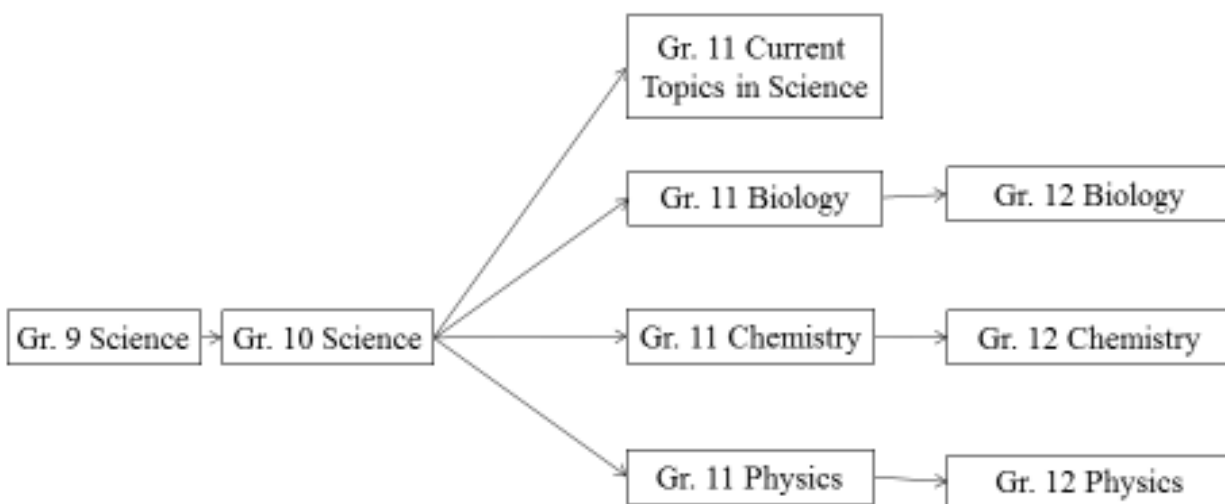 Gr. 11 Current
Topics in Science
Gr. 11 Biology
Gr. 12 Biology
Gr. 9 Science
Gr. 10 Science
Gr. 11 Chemistry
Gr. 12 Chemistry
Gr. 11 Physics
Gr. 12 Physics